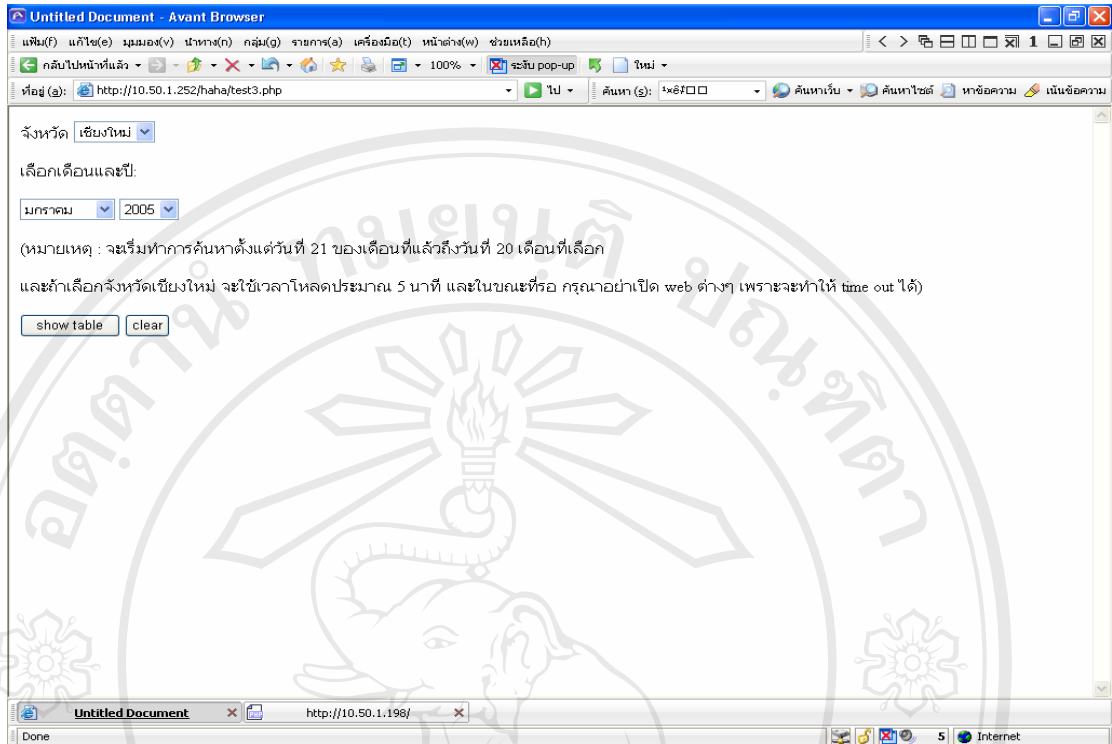 Untitled Document - Avant Browser
แฟ้ม(f) แก้ไข(e) มุมมอง(v) นำทาง(n) กลุ่ม(g) รายการ(a) เครื่องมือ(t) หน้าต่าง(w) ช่วยเหลือ(h)
กลับไปหน้าที่แล้ว 100% ระงับ pop-up ใหม่
ที่อยู่ (a): http://10.50.1.252/haha/test3.php ไป ค้นหา (s): ค้นหาเว็บ ค้นหาไซต์ หาข้อความ เน้นข้อความ
จังหวัด เชียงใหม่
เลือกเดือนและปี:
มกราคม 2005
(หมายเหตุ : จะเริ่มทำการค้นหาตั้งแต่วันที่ 21 ของเดือนที่แล้วถึงวันที่ 20 เดือนที่เลือก
และถ้าเลือกจังหวัดเชียงใหม่ จะใช้เวลาโหลดประมาณ 5 นาที และในขณะที่รอ กรุณาอย่าเปิด web ต่างๆ เพราะจะทำให้ time out ได้)
show table clear
อตฺตานํ ทมยนฺติ ปณฺฑิตา
Untitled Document http://10.50.1.198/
Done 5 Internet